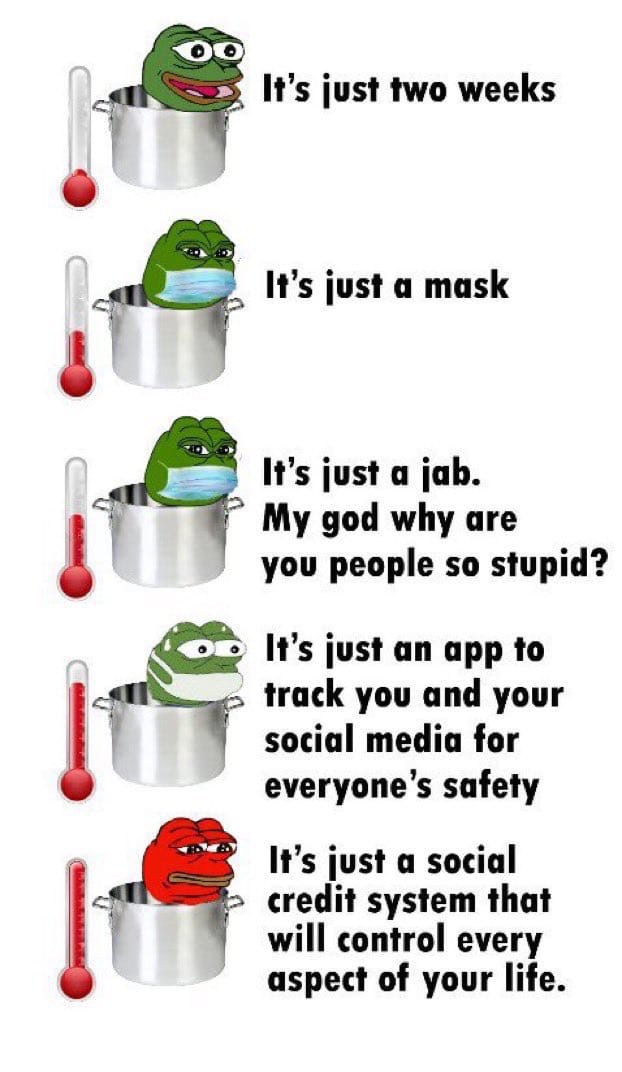 It's just two weeks
It's just a mask
It's just a jab.
My god why are
you people so stupid?
It's just an app to
track you and your
social media for
everyone's safety
It's just a social
credit system that
will control every
aspect of your life.